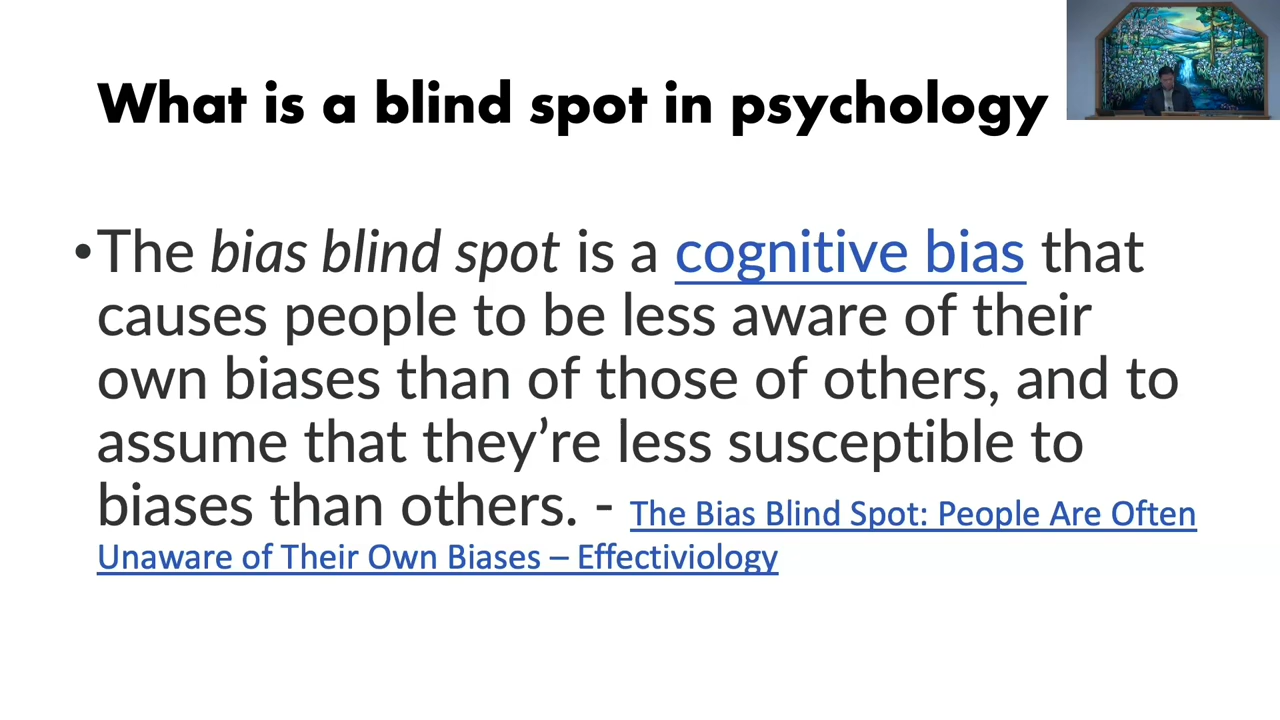 What is a blind spot in psychology
•The bias blind spot is a cognitive bias that
causes people to be less aware of their
own biases than of those of others, and to
assume that they’re less susceptible to
biases than others. - The Bias Blind Spot: People Are Often
Unaware of Their Own Biases – Effectiviology